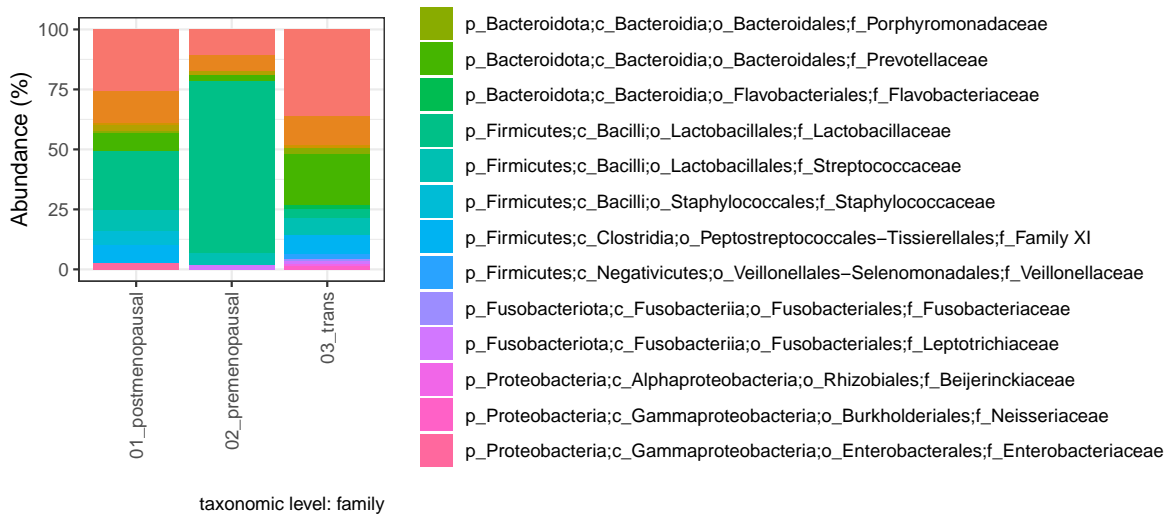 Abundance (%)
100
75
50
25
0
01_postmenopausal
02_premenopausal
03_trans
taxonomic level: family
p_Bacteroidota;c_Bacteroidia;o_Bacteroidales;f_Porphyromonadaceae
p_Bacteroidota;c_Bacteroidia;o_Bacteroidales;f_Prevotellaceae
p_Bacteroidota;c_Bacteroidia;o_Flavobacteriales;f_Flavobacteriaceae
p_Firmicutes;c_Bacilli;o_Lactobacillales;f_Lactobacillaceae
p_Firmicutes;c_Bacilli;o_Lactobacillales;f_Streptococcaceae
p_Firmicutes;c_Bacilli;o_Staphylococcales;f_Staphylococcaceae
p_Firmicutes;c_Clostridia;o_Peptostreptococcales−Tissierellales;f_Family XI
p_Firmicutes;c_Negativicutes;o_Veillonellales−Selenomonadales;f_Veillonellaceae
p_Fusobacteriota;c_Fusobacteriia;o_Fusobacteriales;f_Fusobacteriaceae
p_Fusobacteriota;c_Fusobacteriia;o_Fusobacteriales;f_Leptotrichiaceae
p_Proteobacteria;c_Alphaproteobacteria;o_Rhizobiales;f_Beijerinckiaceae
p_Proteobacteria;c_Gammaproteobacteria;o_Burkholderiales;f_Neisseriaceae
p_Proteobacteria;c_Gammaproteobacteria;o_Enterobacterales;f_Enterobacteriaceae